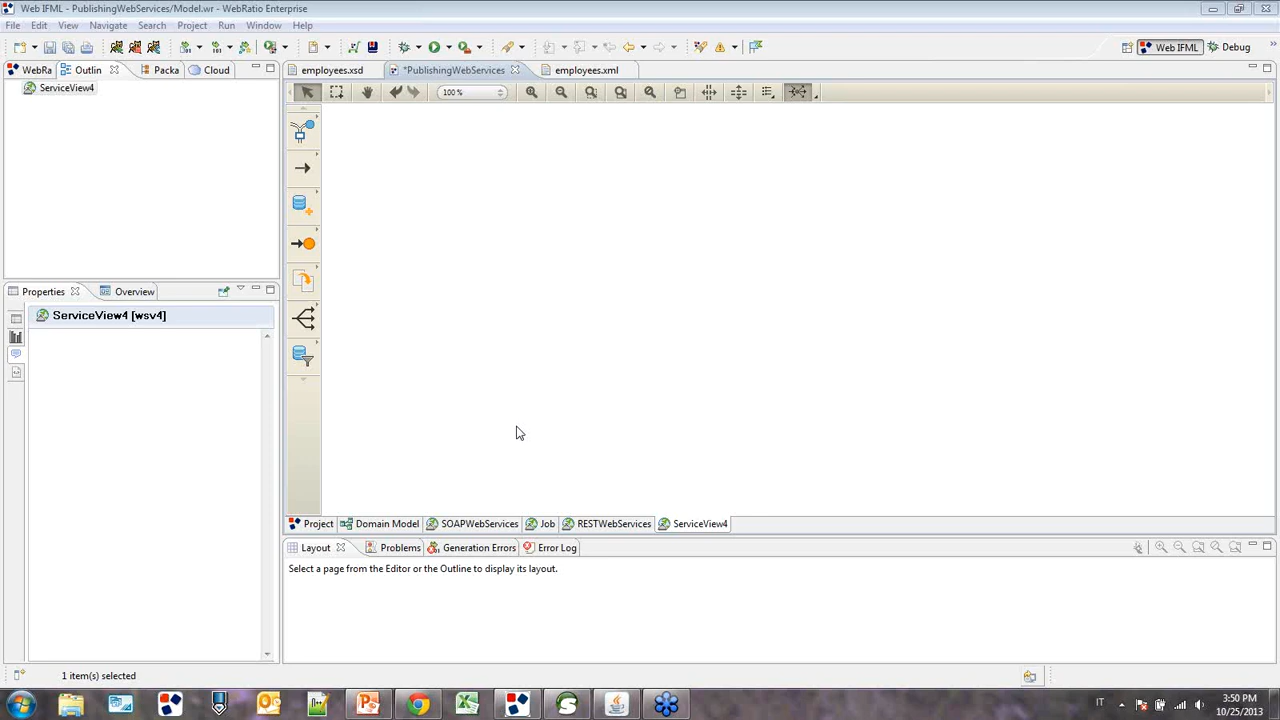 Web IFML - PublishingWebServices/Model.wr - WebRatio Enterprise
File Edit View Navigate Search Project Run Window Help
Web IFML Debug
WebRa Outlin Packa Cloud
employees.xsd *PublishingWebServices employees.xml
ServiceView4
100 %
Properties Overview
ServiceView4 [wsv4]
Project Domain Model SOAPWebServices Job RESTWebServices ServiceView4
Layout Problems Generation Errors Error Log
Select a page from the Editor or the Outline to display its layout.
1 item(s) selected
IT
5:50 PM
10/25/2013